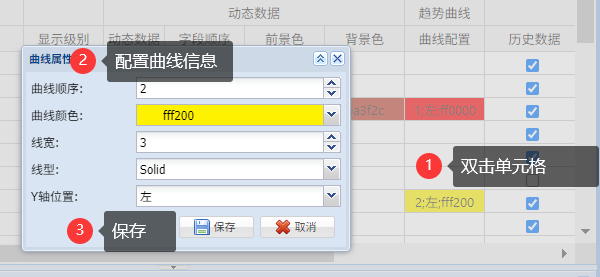 动态数据 趋势曲线
显示级别 动态数据 字段顺序 前景色 背景色 曲线配置 历史数据
曲线属性
2 配置曲线信息
曲线顺序: 2
曲线颜色: fff200
a3f2c 1;左;ff0000
线宽: 3
线型: Solid
1 双击单元格
Y轴位置: 左
2;左;fff200
3 保存
保存 取消